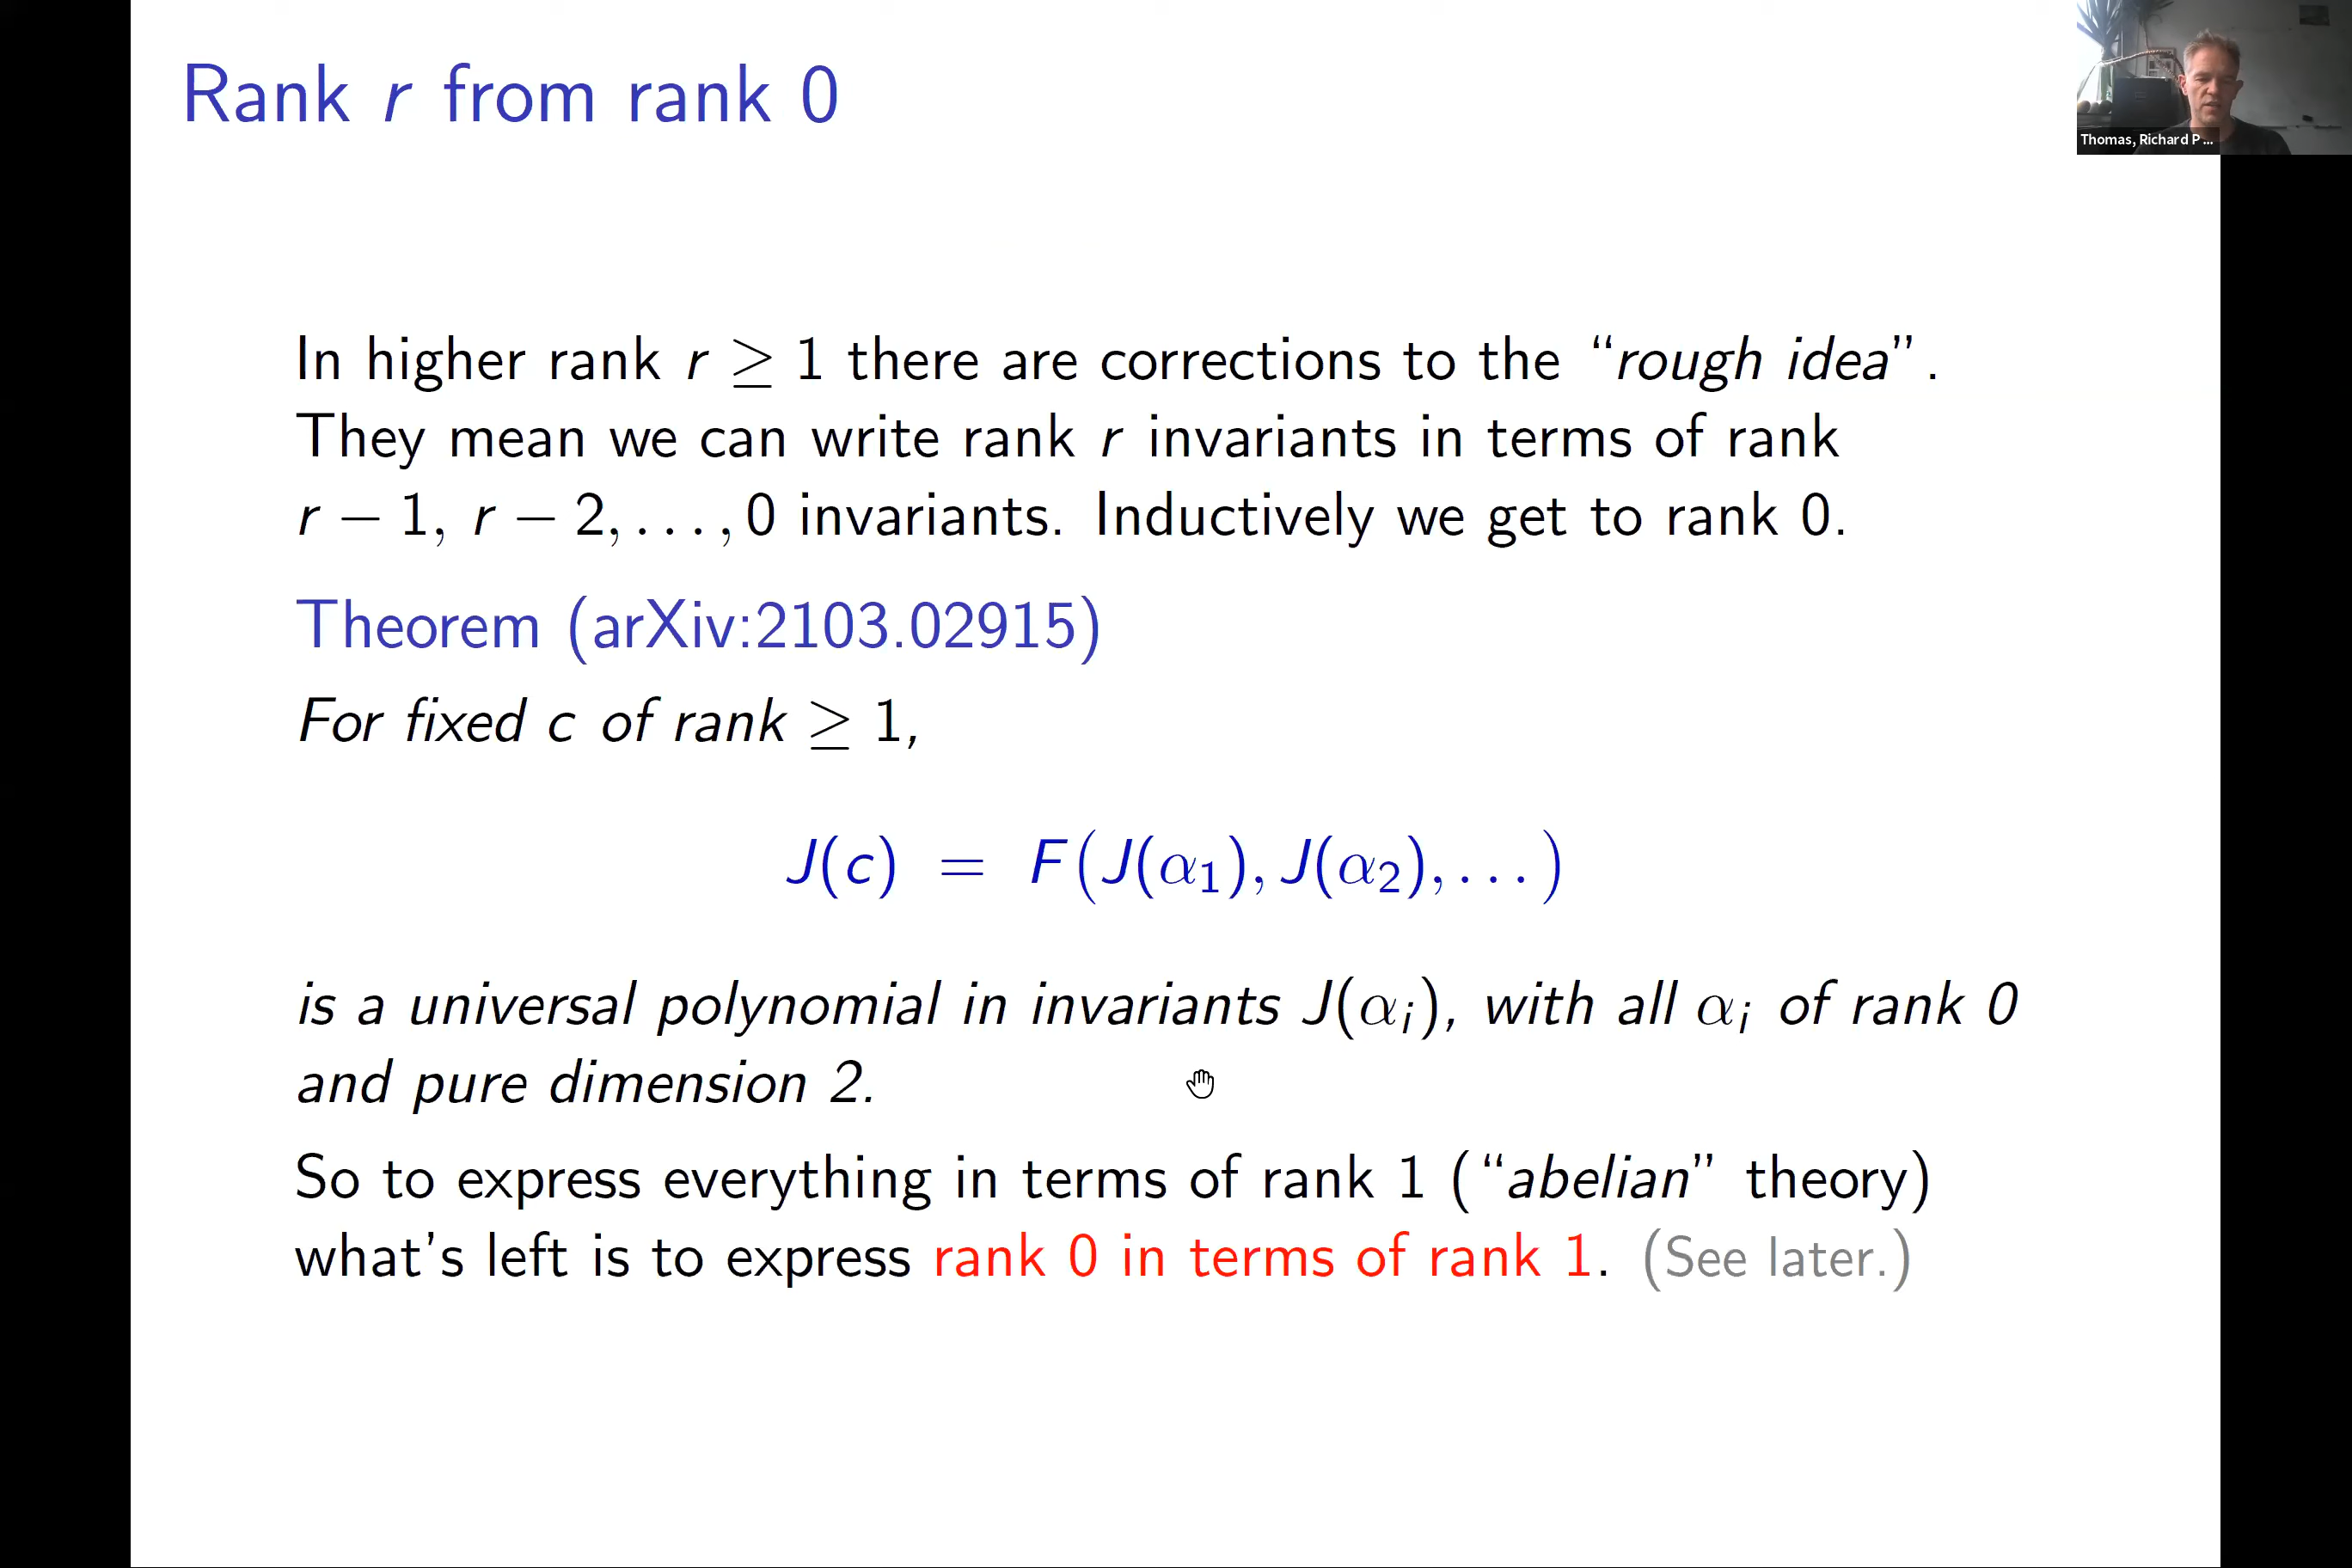 Rank r from rank 0
Thomas, Richard P ...
In higher rank r ≥ 1 there are corrections to the “rough idea”.
They mean we can write rank r invariants in terms of rank
r − 1, r − 2, . . . , 0 invariants. Inductively we get to rank 0.
Theorem (arXiv:2103.02915)
For fixed c of rank ≥ 1,
J(c) = F(J(α₁), J(α₂), . . . )
is a universal polynomial in invariants J(αᵢ), with all αᵢ of rank 0
and pure dimension 2.
So to express everything in terms of rank 1 (“abelian” theory)
what’s left is to express rank 0 in terms of rank 1. (See later.)